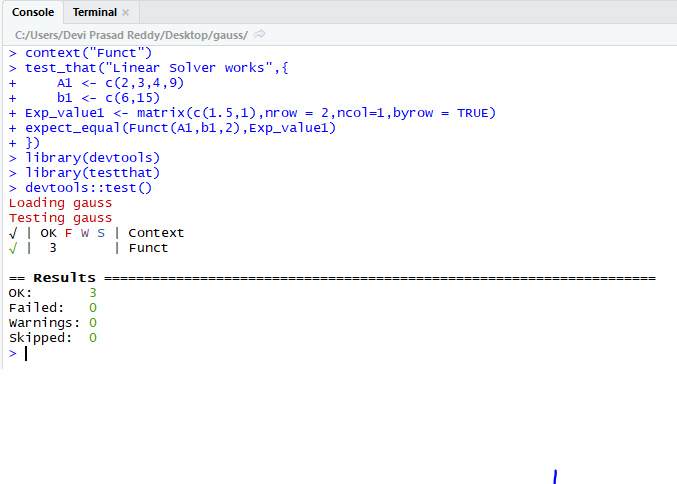 Console Terminal ×
C:/Users/Devi Prasad Reddy/Desktop/gauss/
> context("Funct")
> test_that("Linear Solver works",{
+     A1 <- c(2,3,4,9)
+     b1 <- c(6,15)
+ Exp_value1 <- matrix(c(1.5,1),nrow = 2,ncol=1,byrow = TRUE)
+ expect_equal(Funct(A1,b1,2),Exp_value1)
+ })
> library(devtools)
> library(testthat)
> devtools::test()
Loading gauss
Testing gauss
√ | OK F W S | Context
√ |  3       | Funct
== Results =====================================================================
OK:       3
Failed:   0
Warnings: 0
Skipped:  0
>